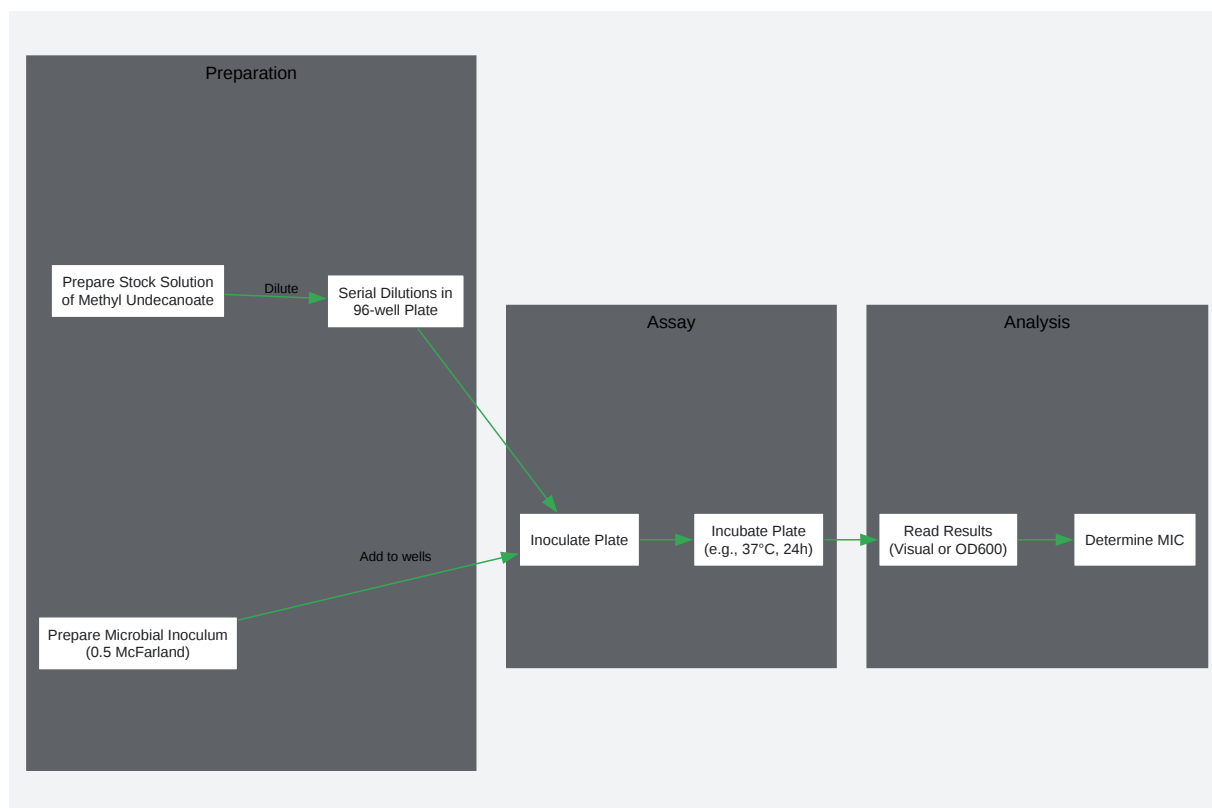 Preparation
Prepare Stock Solution
of Methyl Undecanoate
Dilute
Serial Dilutions in
96-well Plate
Add to wells
Prepare Microbial Inoculum
(0.5 McFarland)
Assay
Inoculate Plate
Incubate Plate
(e.g., 37°C, 24h)
Analysis
Read Results
(Visual or OD600)
Determine MIC